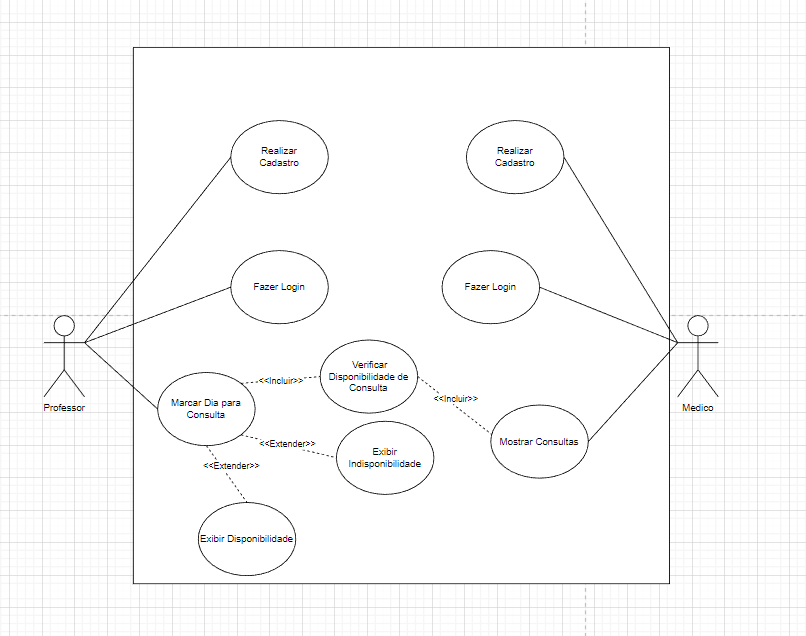 Realizar
Cadastro
Realizar
Cadastro
Fazer Login
Fazer Login
Professor
Medico
Marcar Dia para
Consulta
<<Incluir>>
Verificar
Disponibilidade de
Consulta
<<Incluir>>
Mostrar Consultas
<<Extender>>
Exibir
Indisponibilidade
<<Extender>>
Exibir Disponibilidade